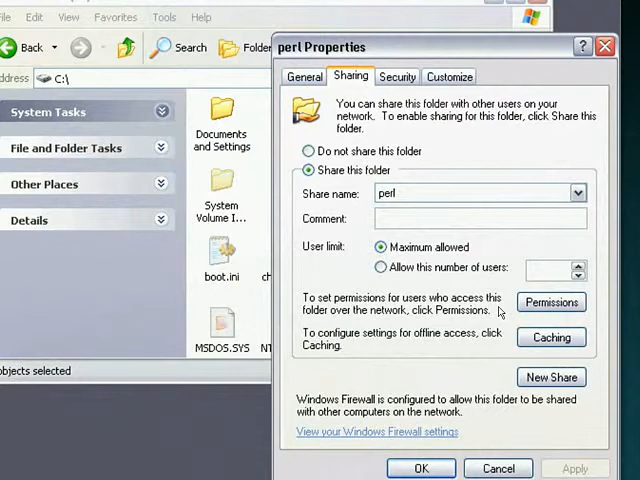 File Edit View Favorites Tools Help
Back Search Folder
C:\
System Tasks
File and Folder Tasks
Other Places
Details
Documents
and Settings
System
Volume I...
boot.ini
MSDOS.SYS
objects selected
perl Properties
General Sharing Security Customize
You can share this folder with other users on your
network. To enable sharing for this folder, click Share this
folder.
Do not share this folder
Share this folder
Share name: perl
Comment:
User limit: Maximum allowed
Allow this number of users:
To set permissions for users who access this
folder over the network, click Permissions.
Permissions
To configure settings for offline access, click
Caching.
Caching
New Share
Windows Firewall is configured to allow this folder to be shared
with other computers on the network.
View your Windows Firewall settings
OK Cancel Apply